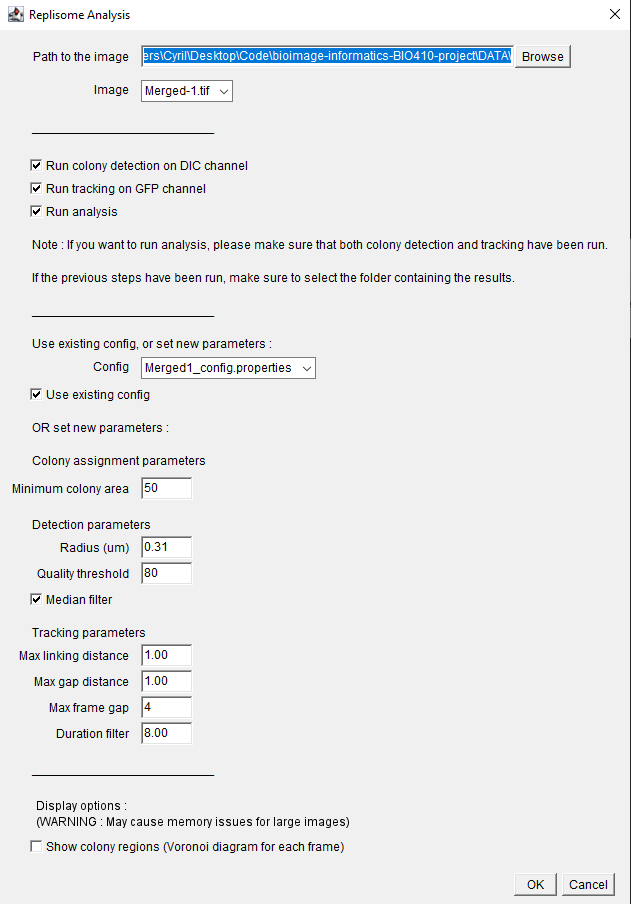 Replisome Analysis
Path to the image ers\Cyril\Desktop\Code\bioimage-informatics-BIO410-project\DATA\ Browse
Image Merged-1.tif
Run colony detection on DIC channel
Run tracking on GFP channel
Run analysis
Note : If you want to run analysis, please make sure that both colony detection and tracking have been run.
If the previous steps have been run, make sure to select the folder containing the results.
Use existing config, or set new parameters :
Config Merged1_config.properties
Use existing config
OR set new parameters :
Colony assignment parameters
Minimum colony area 50
Detection parameters
Radius (um) 0.31
Quality threshold 80
Median filter
Tracking parameters
Max linking distance 1.00
Max gap distance 1.00
Max frame gap 4
Duration filter 8.00
Display options :
(WARNING : May cause memory issues for large images)
Show colony regions (Voronoi diagram for each frame)
OK Cancel